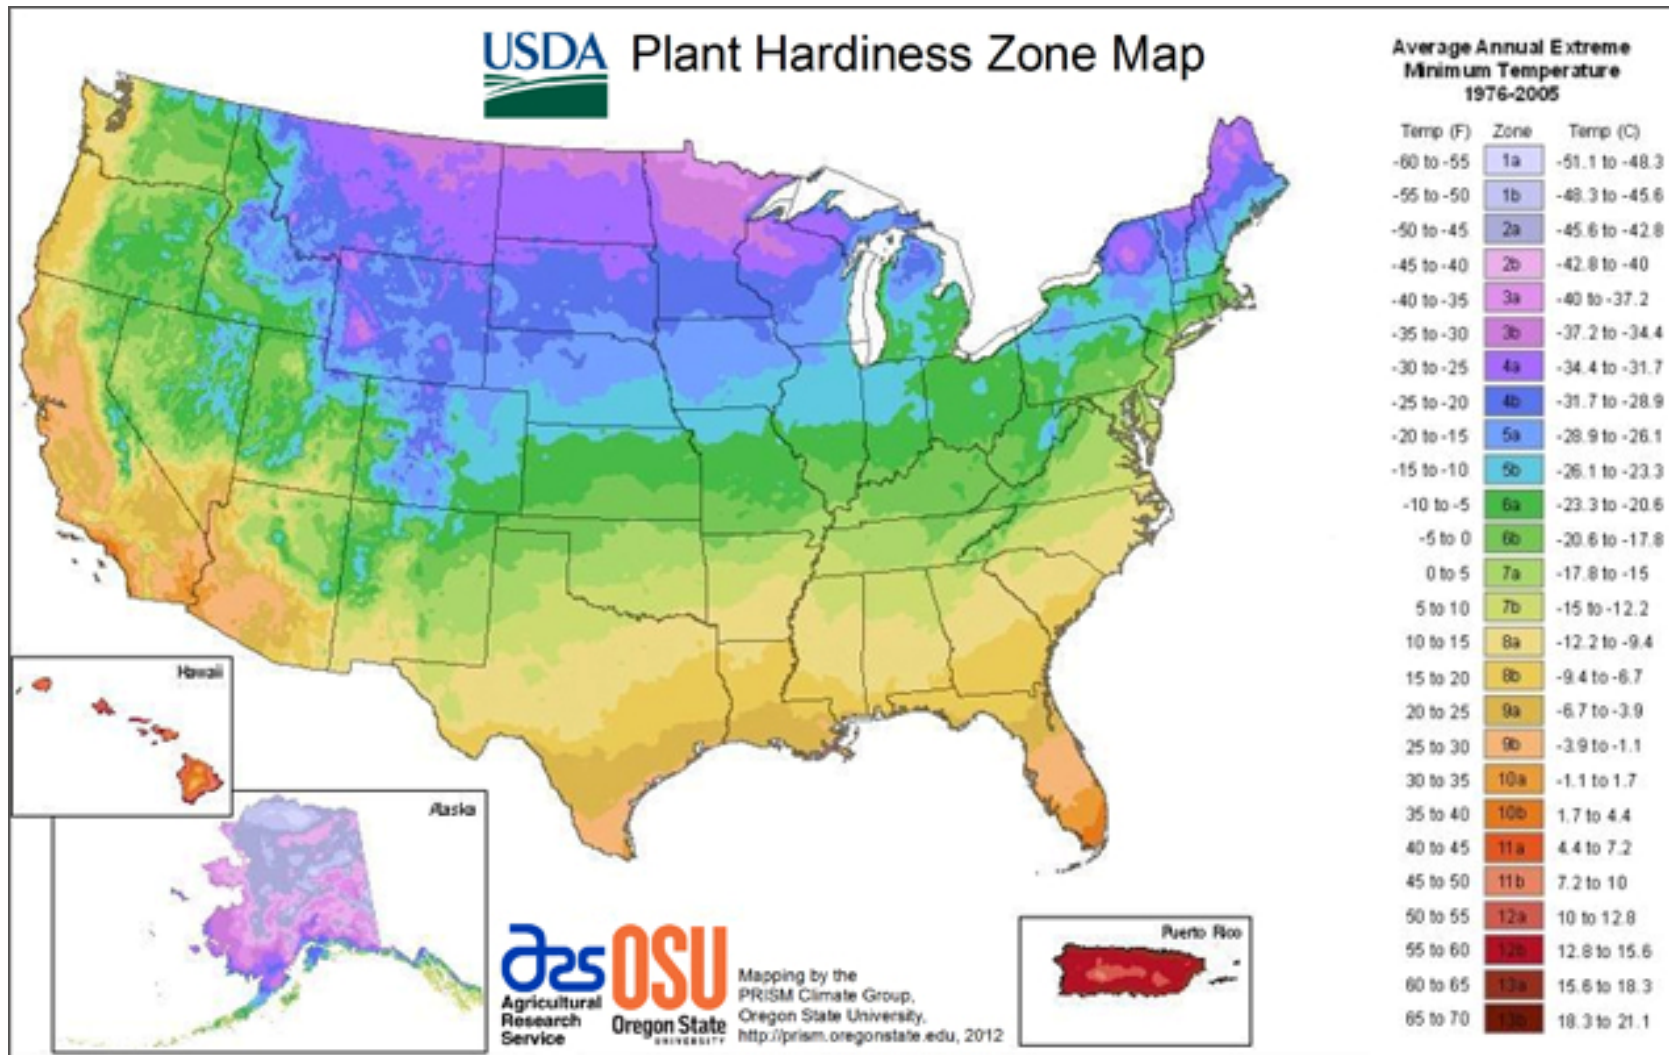 USDA Plant Hardiness Zone Map
Average Annual Extreme
Minimum Temperature
1976-2005
Temp (F) Zone Temp (C)
-60 to -55 1a -51.1 to -48.3
-55 to -50 1b -48.3 to -45.6
-50 to -45 2a -45.6 to -42.8
-45 to -40 2b -42.8 to -40
-40 to -35 3a -40 to -37.2
-35 to -30 3b -37.2 to -34.4
-30 to -25 4a -34.4 to -31.7
-25 to -20 4b -31.7 to -28.9
-20 to -15 5a -28.9 to -26.1
-15 to -10 5b -26.1 to -23.3
-10 to -5 6a -23.3 to -20.6
-5 to 0 6b -20.6 to -17.8
0 to 5 7a -17.8 to -15
5 to 10 7b -15 to -12.2
10 to 15 8a -12.2 to -9.4
15 to 20 8b -9.4 to -6.7
20 to 25 9a -6.7 to -3.9
25 to 30 9b -3.9 to -1.1
30 to 35 10a -1.1 to 1.7
35 to 40 10b 1.7 to 4.4
40 to 45 11a 4.4 to 7.2
45 to 50 11b 7.2 to 10
50 to 55 12a 10 to 12.8
55 to 60 12b 12.8 to 15.6
60 to 65 13a 15.6 to 18.3
65 to 70 13b 18.3 to 21.1
Hawaii
Alaska
ars
Agricultural
Research
Service
OSU
Oregon State
UNIVERSITY
Mapping by the
PRISM Climate Group,
Oregon State University,
http://prism.oregonstate.edu, 2012
Puerto Rico